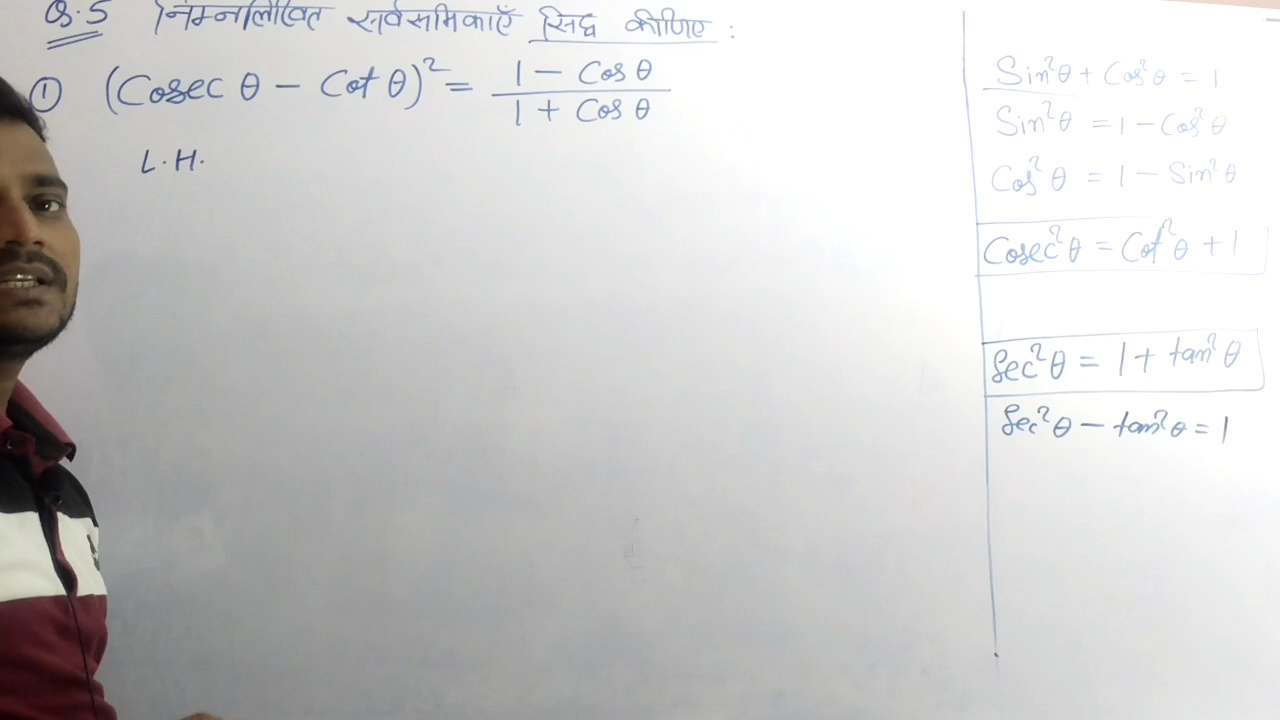 Q.5 निम्नलिखित सर्वसमिकाएँ सिद्ध कीजिए :
① (Cosec θ − Cot θ)² = (1 − Cos θ)/(1 + Cos θ)
L.H.
Sin²θ + Cos²θ = 1
Sin²θ = 1 − Cos²θ
Cos²θ = 1 − Sin²θ
Cosec²θ = Cot²θ + 1
Sec²θ = 1 + tan²θ
Sec²θ − tan²θ = 1